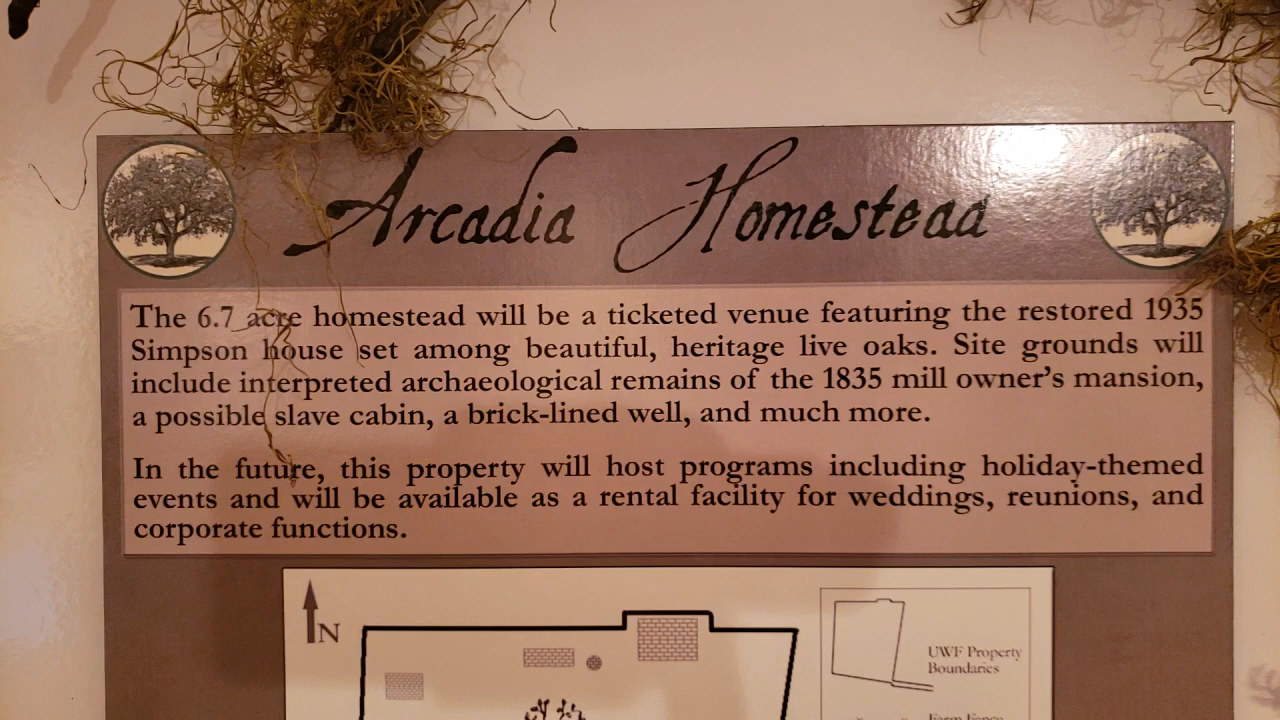 Arcadia Homestead
The 6.7 acre homestead will be a ticketed venue featuring the restored 1935
Simpson house set among beautiful, heritage live oaks. Site grounds will
include interpreted archaeological remains of the 1835 mill owner's mansion,
a possible slave cabin, a brick-lined well, and much more.
In the future, this property will host programs including holiday-themed
events and will be available as a rental facility for weddings, reunions, and
corporate functions.
N
UWF Property
Boundaries
Farm Fence